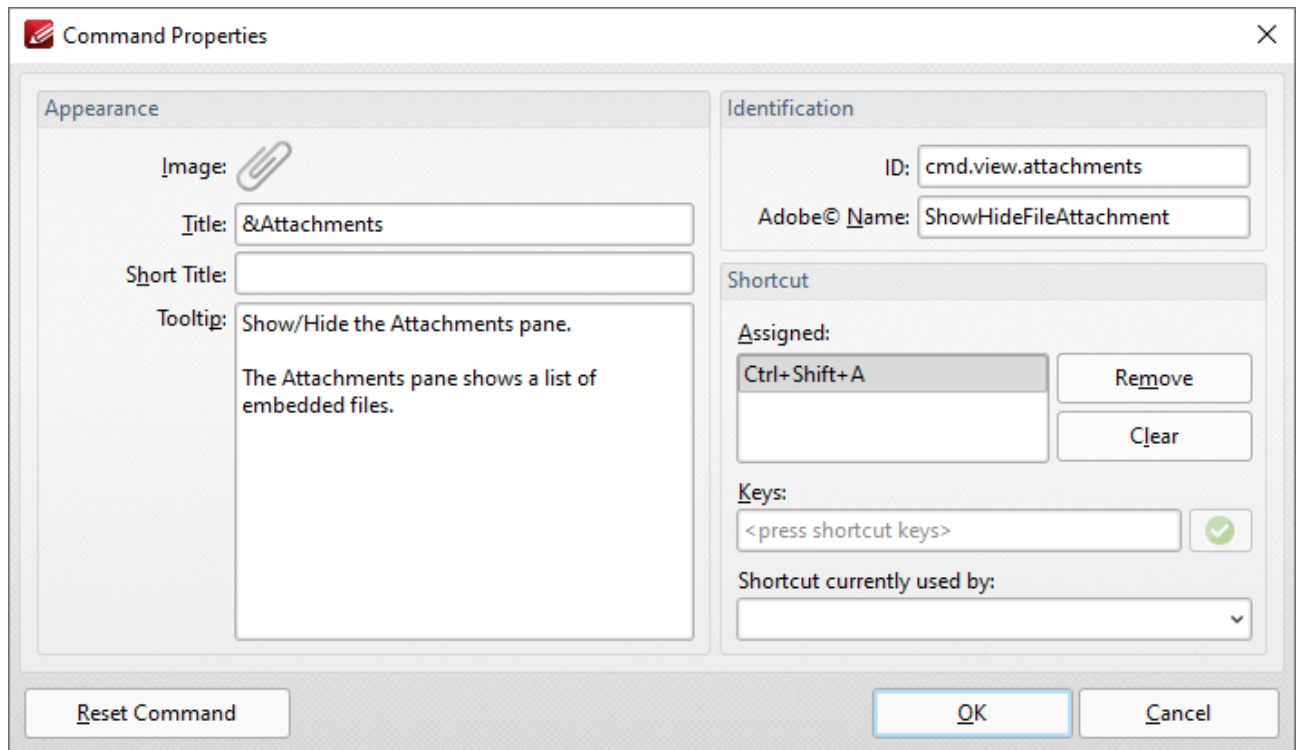 Command Properties
Appearance
Image:
Title: &Attachments
Short Title:
Tooltip: Show/Hide the Attachments pane.
The Attachments pane shows a list of
embedded files.
Identification
ID: cmd.view.attachments
Adobe© Name: ShowHideFileAttachment
Shortcut
Assigned:
Ctrl+Shift+A
Remove
Clear
Keys:
<press shortcut keys>
Shortcut currently used by:
Reset Command
OK
Cancel